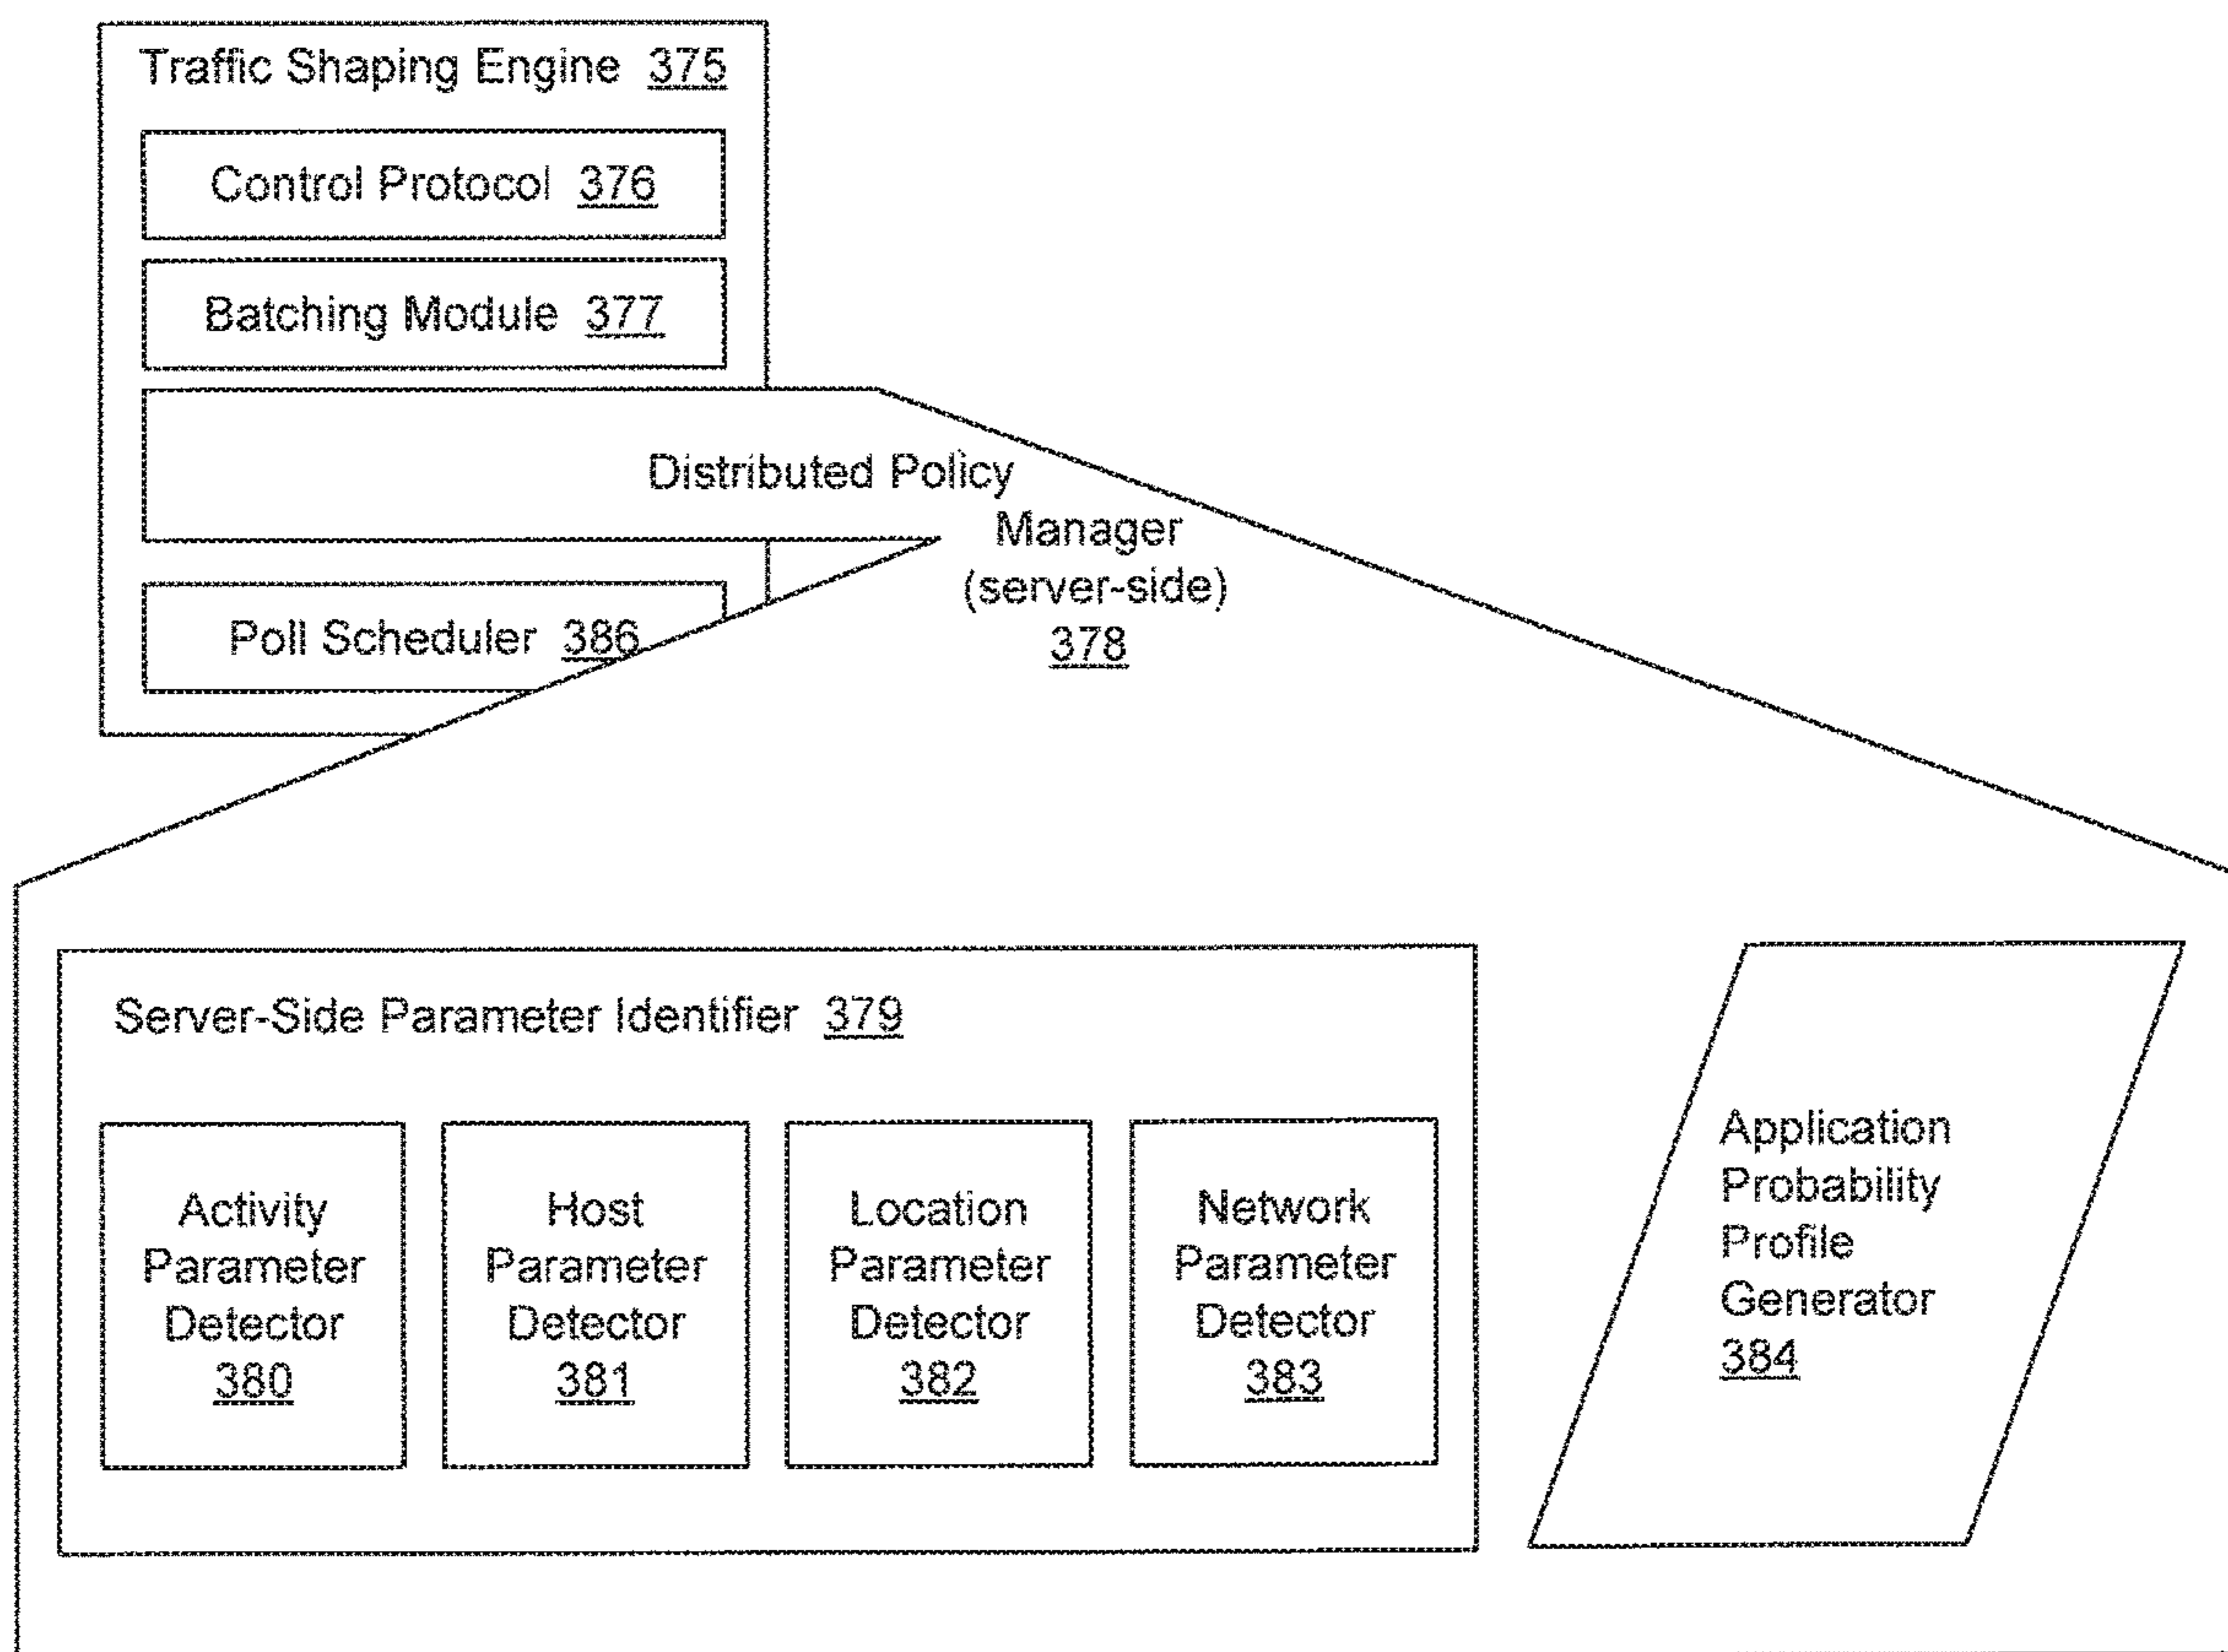 Traffic Shaping Engine 375
Control Protocol 376
Batching Module 377
Distributed Policy
Manager
(server-side)
378
Poll Scheduler 386
Server-Side Parameter Identifier 379
Activity
Parameter
Detector
380
Host
Parameter
Detector
381
Location
Parameter
Detector
382
Network
Parameter
Detector
383
Application
Probability
Profile
Generator
384